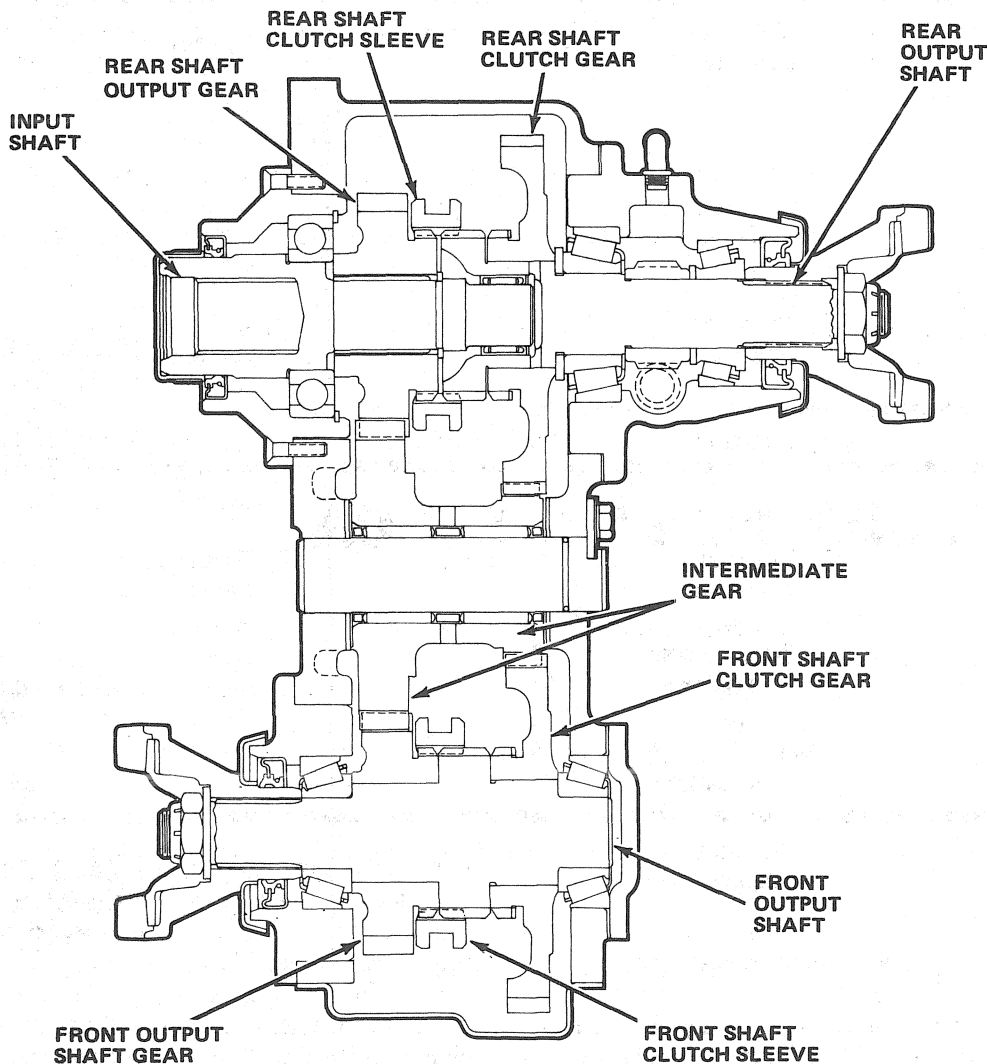 REAR SHAFT
CLUTCH SLEEVE
REAR SHAFT
CLUTCH GEAR
REAR
OUTPUT
SHAFT
REAR SHAFT
OUTPUT GEAR
INPUT
SHAFT
INTERMEDIATE
GEAR
FRONT SHAFT
CLUTCH GEAR
FRONT
OUTPUT
SHAFT
FRONT OUTPUT
SHAFT GEAR
FRONT SHAFT
CLUTCH SLEEVE